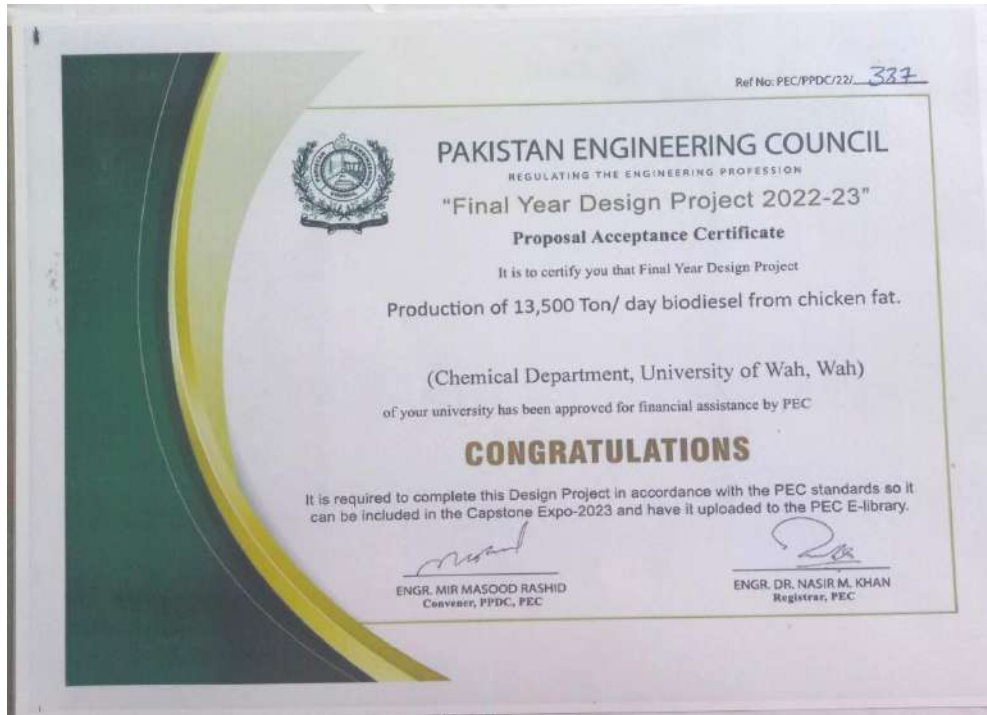 Ref No: PEC/PPDC/22/ 387
PAKISTAN ENGINEERING COUNCIL
REGULATING THE ENGINEERING PROFESSION
"Final Year Design Project 2022-23"
Proposal Acceptance Certificate
It is to certify you that Final Year Design Project
Production of 13,500 Ton/ day biodiesel from chicken fat.
(Chemical Department, University of Wah, Wah)
of your university has been approved for financial assistance by PEC
CONGRATULATIONS
It is required to complete this Design Project in accordance with the PEC standards so it
can be included in the Capstone Expo-2023 and have it uploaded to the PEC E-library.
ENGR. MIR MASOOD RASHID
Convener, PPDC, PEC
ENGR. DR. NASIR M. KHAN
Registrar, PEC